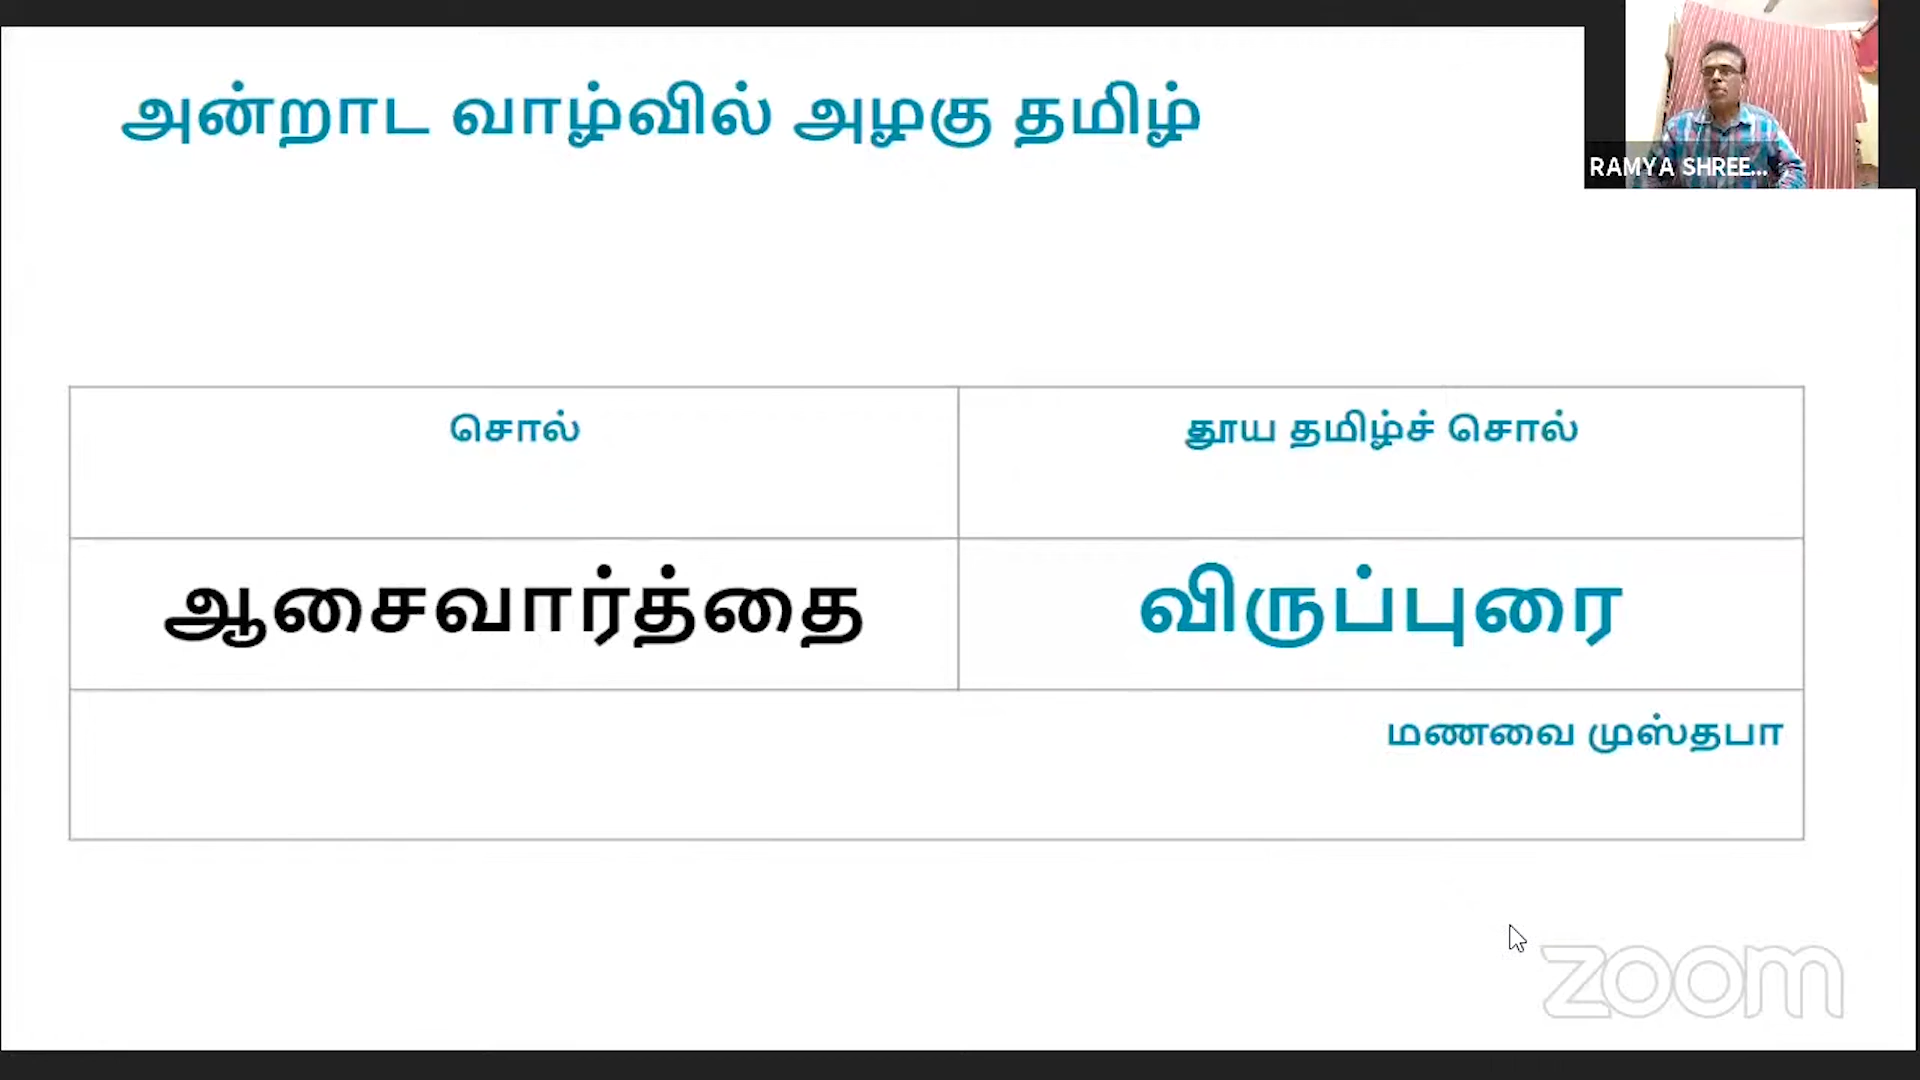 அன்றாட வாழ்வில் அழகு தமிழ்
RAMYA SHREE...
சொல்
தூய தமிழ்ச் சொல்
ஆசைவார்த்தை
விருப்புரை
மணவை முஸ்தபா
zoom